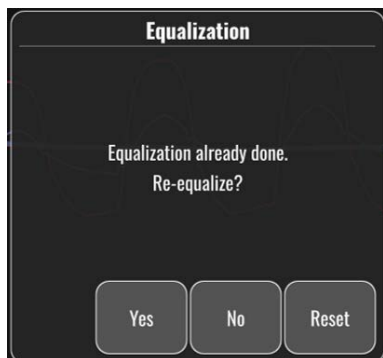 Equalization
Equalization already done.
Re-equalize?
Yes No Reset